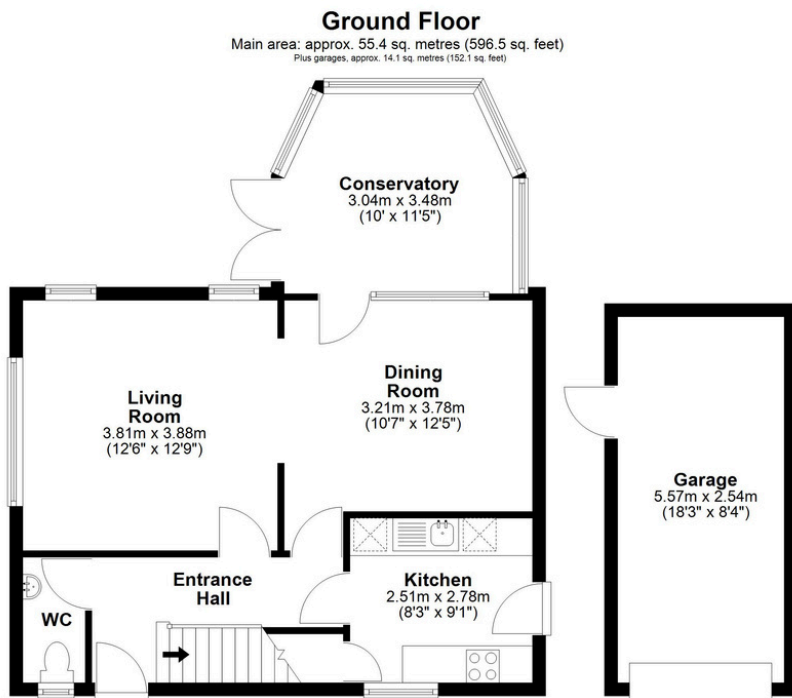 Ground Floor
Main area: approx. 55.4 sq. metres (596.5 sq. feet)
Plus garages, approx. 14.1 sq. metres (152.1 sq. feet)
Conservatory
3.04m x 3.48m
(10' x 11'5")
Living
Room
3.81m x 3.88m
(12'6" x 12'9")
Dining
Room
3.21m x 3.78m
(10'7" x 12'5")
Garage
5.57m x 2.54m
(18'3" x 8'4")
Entrance
Hall
Kitchen
2.51m x 2.78m
(8'3" x 9'1")
WC